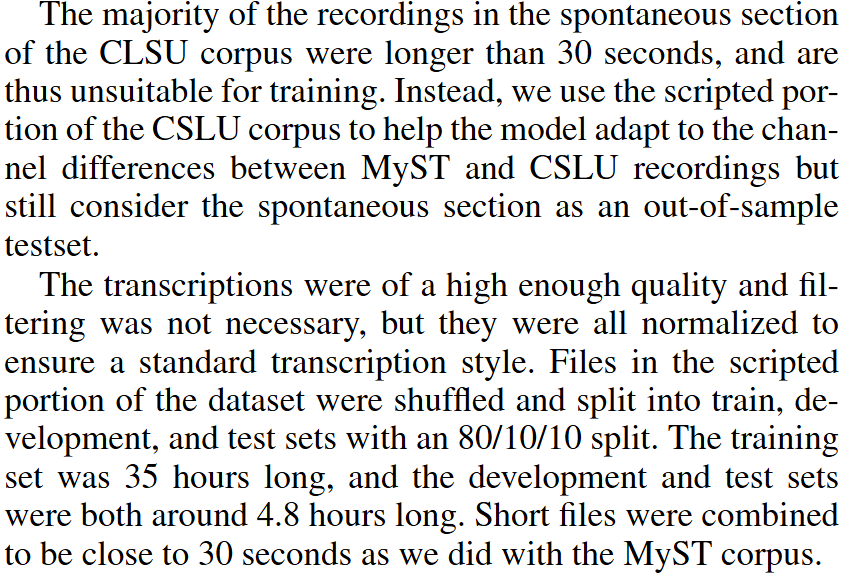 The majority of the recordings in the spontaneous section
of the CLSU corpus were longer than 30 seconds, and are
thus unsuitable for training. Instead, we use the scripted por-
tion of the CSLU corpus to help the model adapt to the chan-
nel differences between MyST and CSLU recordings but
still consider the spontaneous section as an out-of-sample
testset.
The transcriptions were of a high enough quality and fil-
tering was not necessary, but they were all normalized to
ensure a standard transcription style. Files in the scripted
portion of the dataset were shuffled and split into train, de-
velopment, and test sets with an 80/10/10 split. The training
set was 35 hours long, and the development and test sets
were both around 4.8 hours long. Short files were combined
to be close to 30 seconds as we did with the MyST corpus.